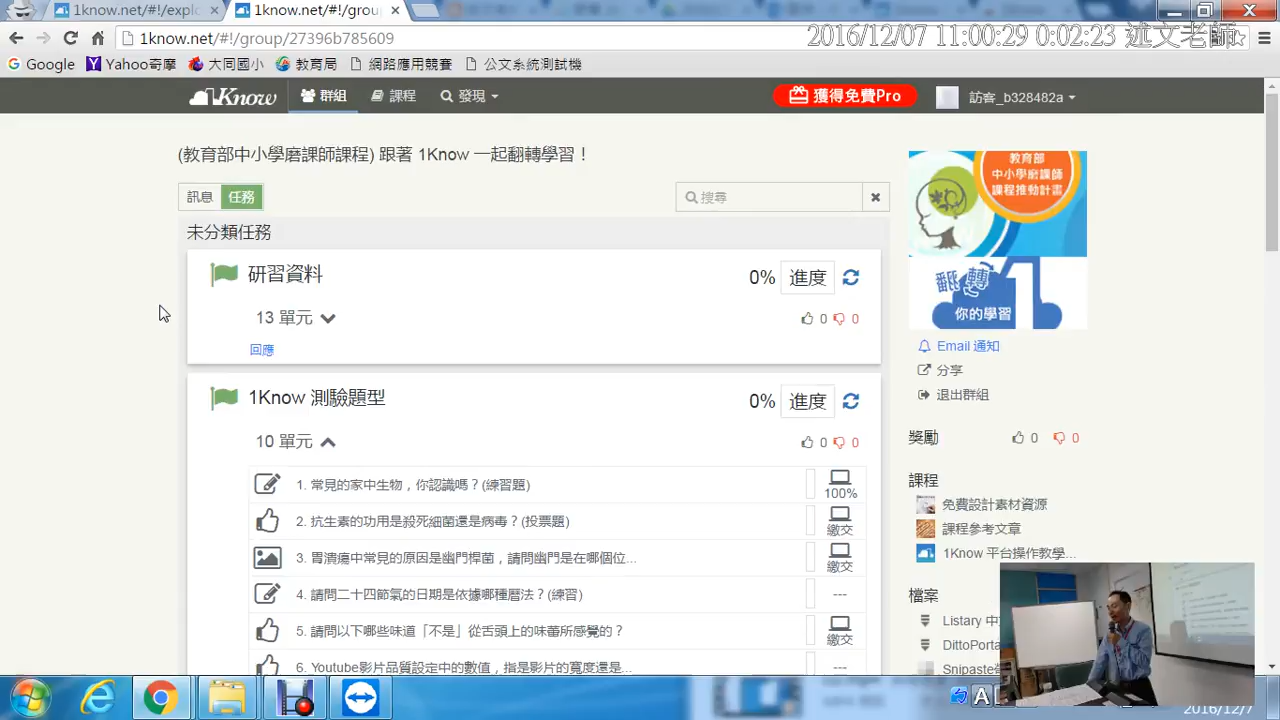 1know.net/#!/explo
1know.net/#!/grou
1know.net/#!/group/27396b785609
2016/12/07 11:00:29 0:02:23 述文老師
Google
Yahoo奇摩
大同國小
教育局
網路應用競賽
公文系統測試機
1Know
群組
課程
發現
獲得免費Pro
訪客_b328482a
(教育部中小學磨課師課程) 跟著 1Know 一起翻轉學習！
訊息
任務
搜尋
未分類任務
研習資料
0% 進度
13 單元
0 0
回應
1Know 測驗題型
0% 進度
10 單元
0 0
1. 常見的家中生物，你認識嗎？(練習題)
100%
2. 抗生素的功用是殺死細菌還是病毒？(投票題)
繳交
3. 胃潰瘍中常見的原因是幽門桿菌，請問幽門是在哪個位...
繳交
4. 請問二十四節氣的日期是依據哪種曆法？(練習)
---
5. 請問以下哪些味道「不是」從舌頭上的味蕾所感覺的？
繳交
6. Youtube影片品質設定中的數值，指是影片的寬度還是...
---
教育部
中小學磨課師
課程推動計畫
翻轉
你的學習
Email 通知
分享
退出群組
獎勵
0 0
課程
免費設計素材資源
課程參考文章
1Know 平台操作教學...
檔案
Listary 中
DittoPorta
Snipaste
A
2016/12/7